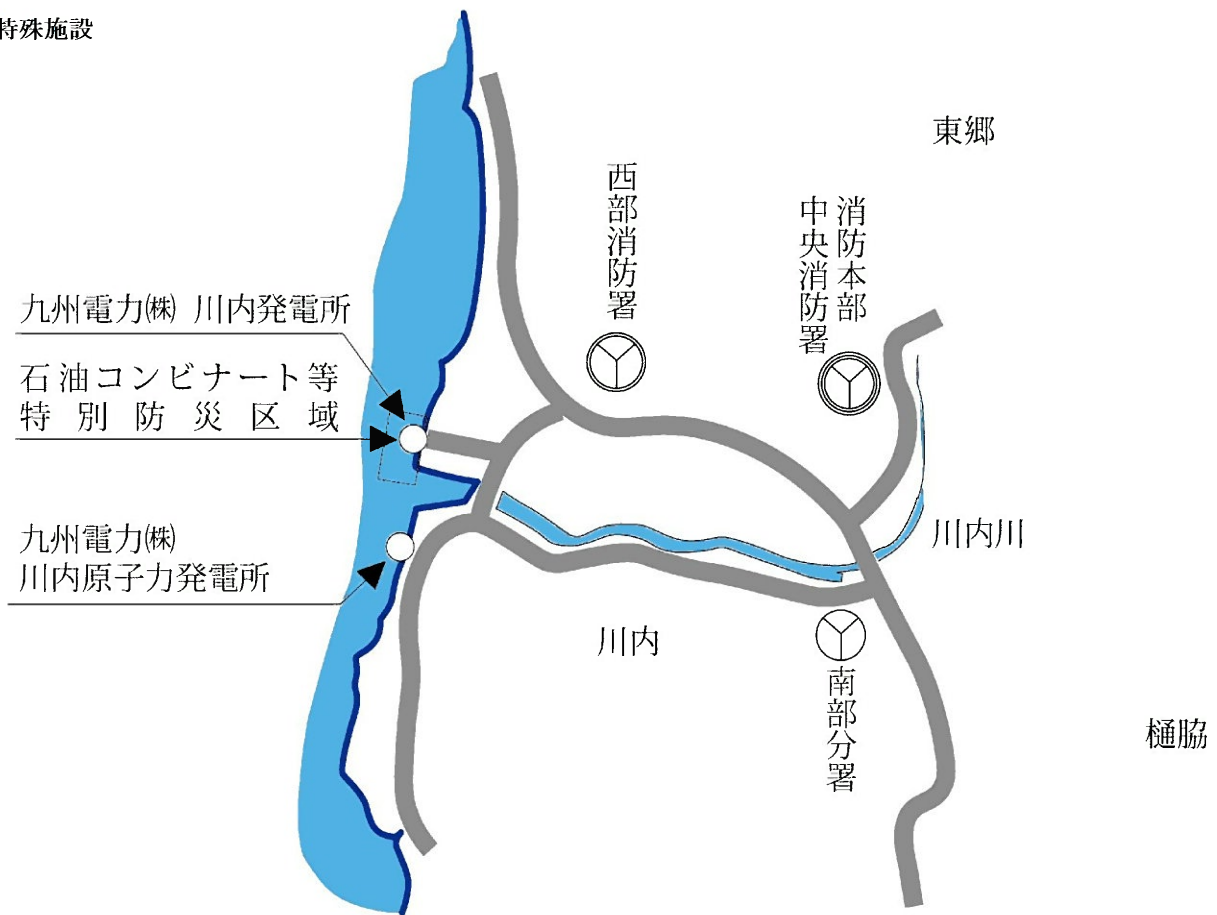 特殊施設
東郷
西部消防署
消防本部
中央消防署
九州電力㈱ 川内発電所
石油コンビナート等
特別防災区域
九州電力㈱
川内原子力発電所
川内川
川内
南部分署
樋脇